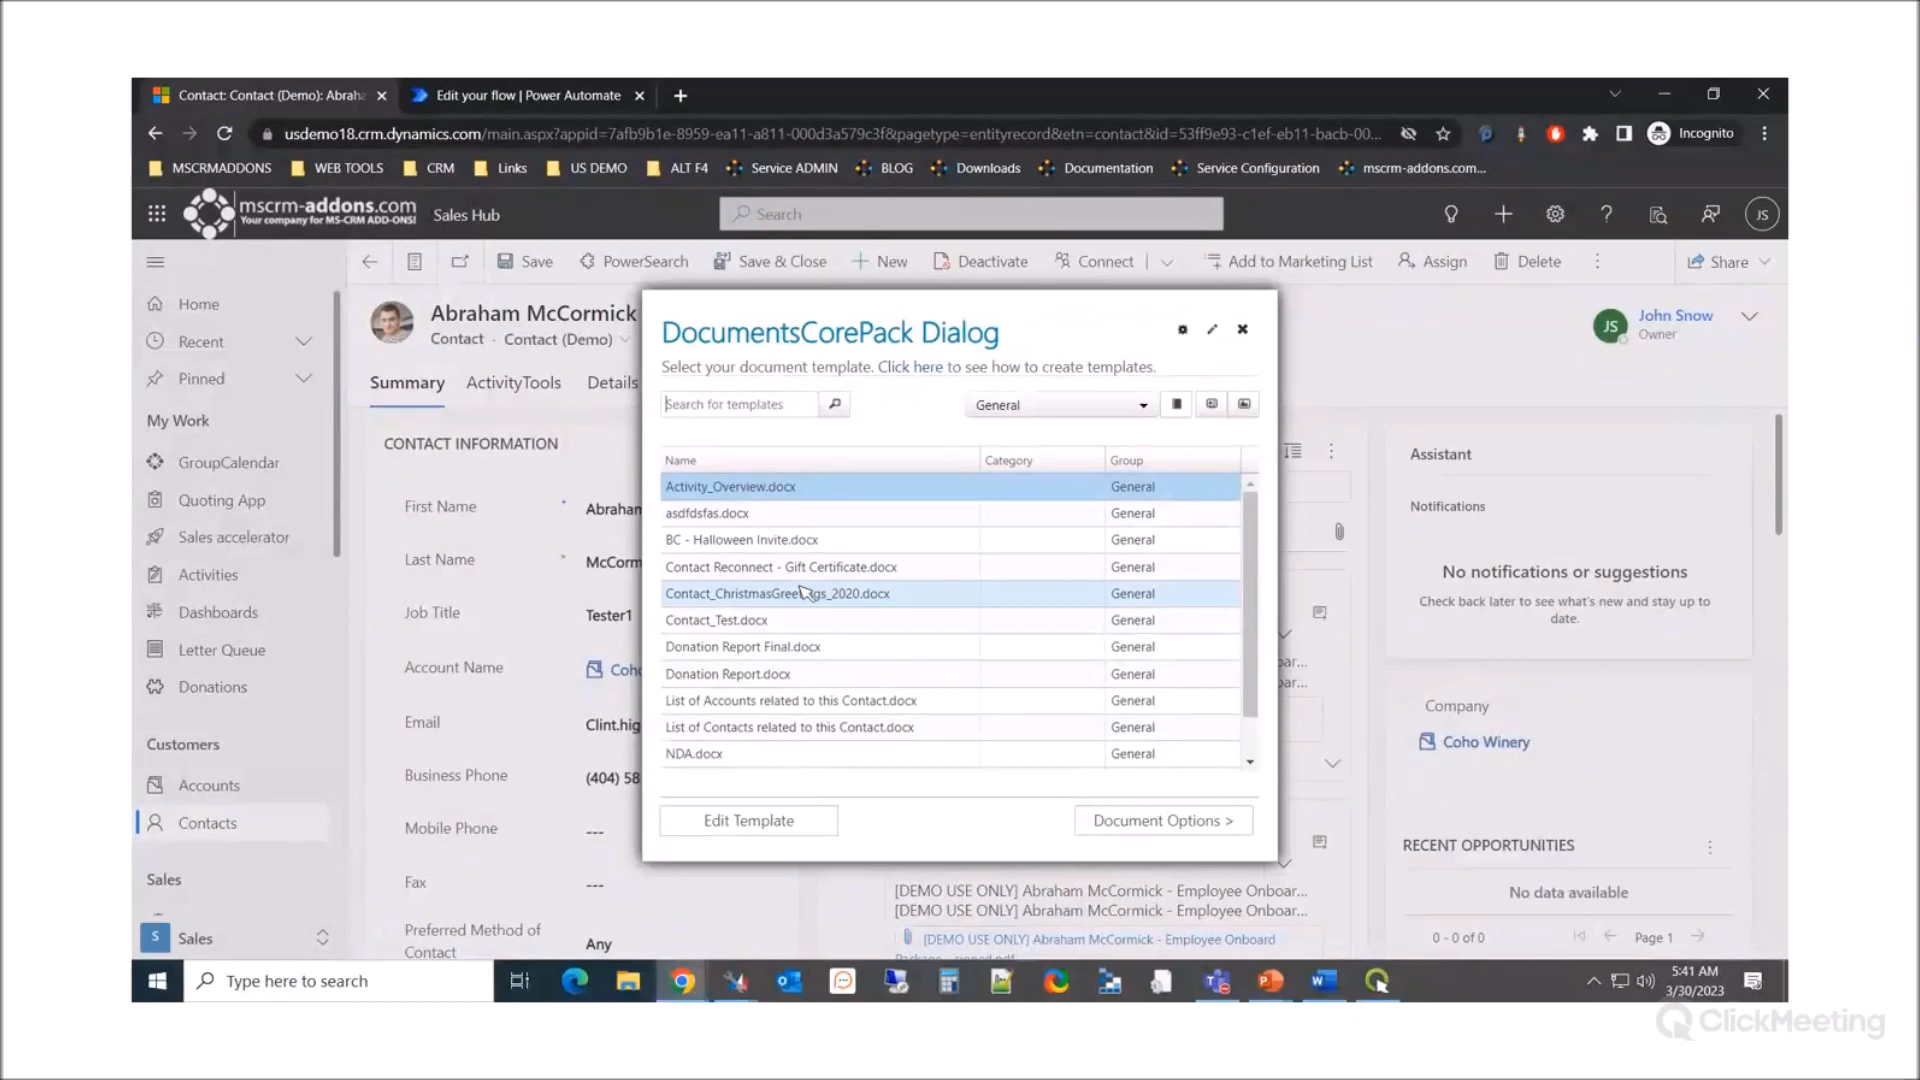 Contact: Contact (Demo): Abrah
Edit your flow | Power Automate
usdemo18.crm.dynamics.com/main.aspx?appid=7afb9b1e-8959-ea11-a811-000d3a579c3f&pagetype=entityrecord&etn=contact&id=53ff9e93-c1ef-eb11-bacb-00...
Incognito
MSCRMADDONS WEB TOOLS CRM Links US DEMO ALT F4 Service ADMIN BLOG Downloads Documentation Service Configuration mscrm-addons.com...
mscrm-addons.com
Your company for MS-CRM ADD-ONS!
Sales Hub
Search
JS
Save PowerSearch Save & Close New Deactivate Connect Add to Marketing List Assign Delete Share
Home
Recent
Pinned
My Work
GroupCalendar
Quoting App
Sales accelerator
Activities
Dashboards
Letter Queue
Donations
Customers
Accounts
Contacts
Sales
S Sales
Abraham McCormick
Contact · Contact (Demo)
JS
John Snow
Owner
Summary ActivityTools Details
CONTACT INFORMATION
First Name * Abraham
Last Name * McCorm
Job Title Tester1
Account Name Coho
Email Clint.hig
Business Phone (404) 58
Mobile Phone ---
Fax ---
Preferred Method of
Contact
Any
DocumentsCorePack Dialog
Select your document template. Click here to see how to create templates.
Search for templates
General
Name Category Group
Activity_Overview.docx General
asdfdsfas.docx General
BC - Halloween Invite.docx General
Contact Reconnect - Gift Certificate.docx General
Contact_ChristmasGreetings_2020.docx General
Contact_Test.docx General
Donation Report Final.docx General
Donation Report.docx General
List of Accounts related to this Contact.docx General
List of Contacts related to this Contact.docx General
NDA.docx General
Edit Template
Document Options >
[DEMO USE ONLY] Abraham McCormick - Employee Onboar...
[DEMO USE ONLY] Abraham McCormick - Employee Onboar...
[DEMO USE ONLY] Abraham McCormick - Employee Onboard
Assistant
Notifications
No notifications or suggestions
Check back later to see what's new and stay up to
date.
Company
Coho Winery
RECENT OPPORTUNITIES
No data available
0 - 0 of 0
Page 1
Type here to search
5:41 AM
3/30/2023
ClickMeeting